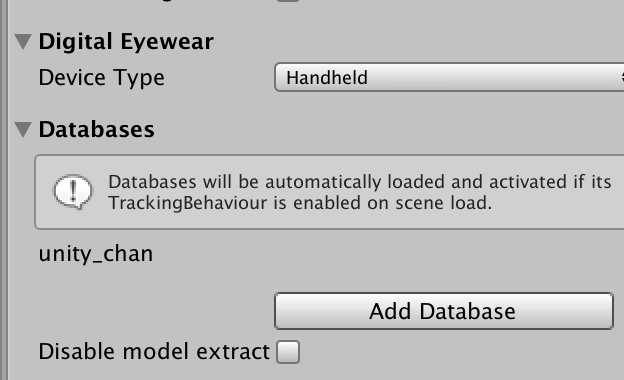 Digital Eyewear
Device Type Handheld
Databases
Databases will be automatically loaded and activated if its
TrackingBehaviour is enabled on scene load.
unity_chan
Add Database
Disable model extract